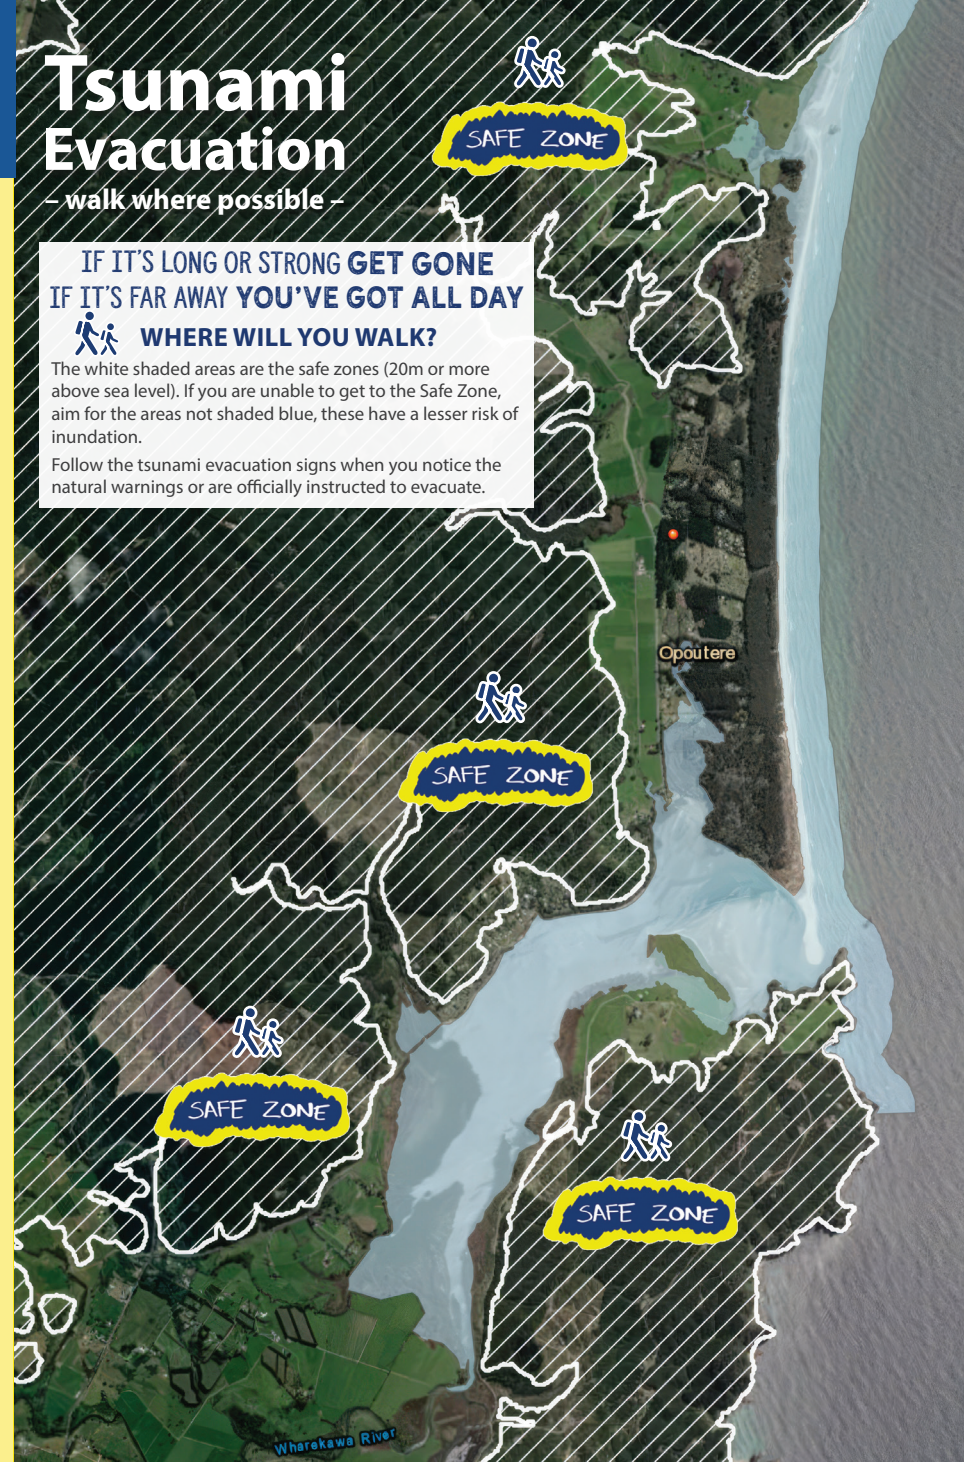 Tsunami
Evacuation
– walk where possible –
SAFE ZONE
IF IT'S LONG OR STRONG GET GONE
IF IT'S FAR AWAY YOU'VE GOT ALL DAY
WHERE WILL YOU WALK?
The white shaded areas are the safe zones (20m or more
above sea level). If you are unable to get to the Safe Zone,
aim for the areas not shaded blue, these have a lesser risk of
inundation.
Follow the tsunami evacuation signs when you notice the
natural warnings or are officially instructed to evacuate.
Opoutere
SAFE ZONE
SAFE ZONE
SAFE ZONE
Wharekawa River